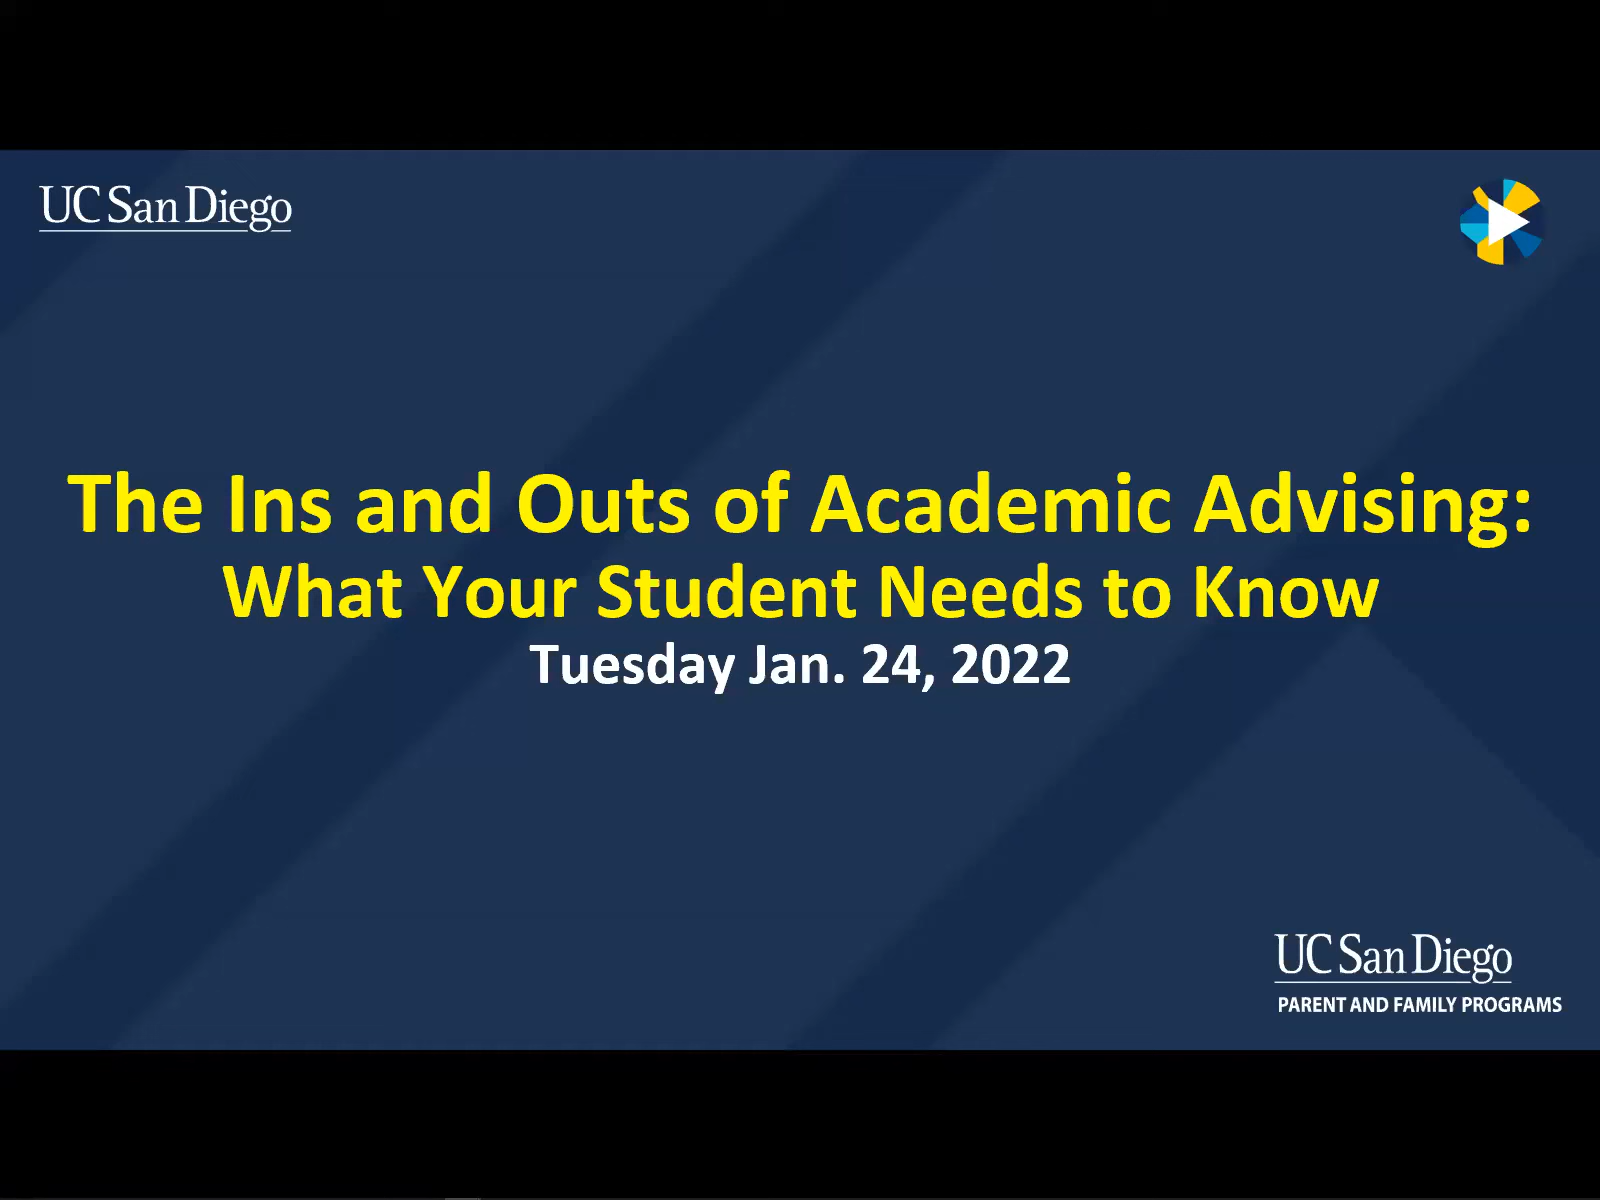 UC San Diego
The Ins and Outs of Academic Advising:
What Your Student Needs to Know
Tuesday Jan. 24, 2022
UC San Diego
PARENT AND FAMILY PROGRAMS